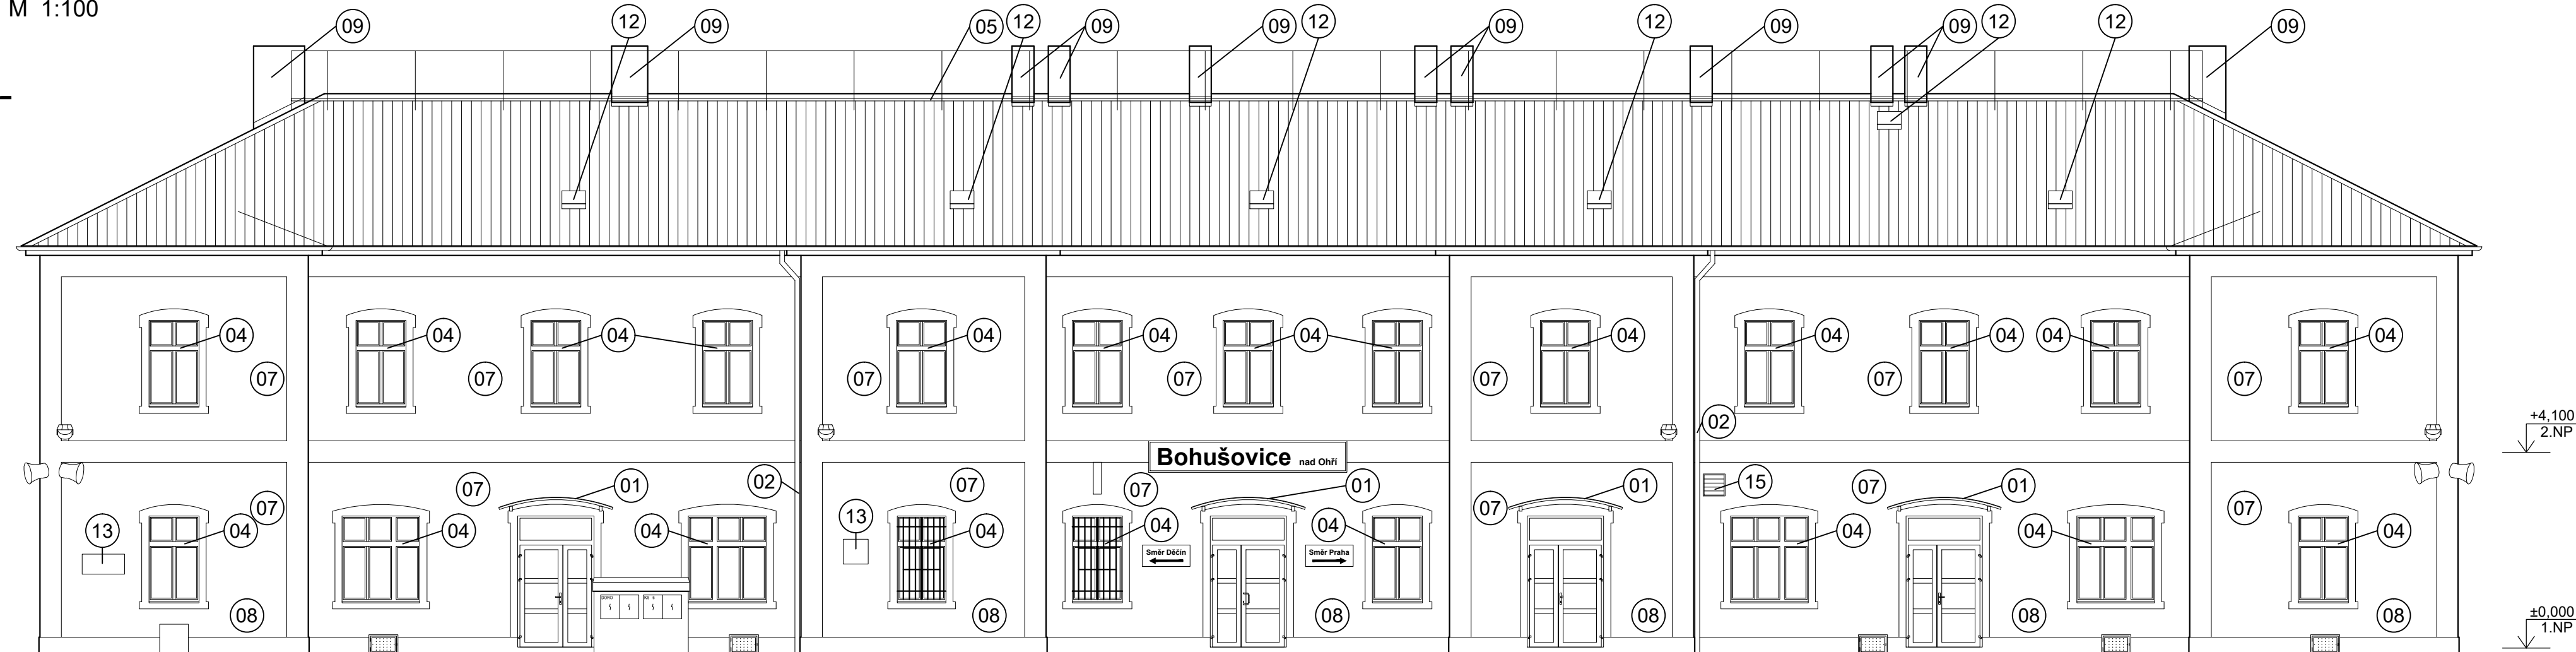 M 1:100
09 12 09 05 12 09 09 12 09 12 09 09 12 12 09
04 04 04 04 04 04 04 04 04 04 04
07 07 07 07 07 07 07
02
+4,100
2.NP
Bohušovice nad Ohří
07 07 01 02 07 07 01 07 01 15 07 01 07
13 04 04 04 13 04 04 04 04 04 04
Směr Děčín
Směr Praha
08 08 08 08 08 08
±0,000
1.NP